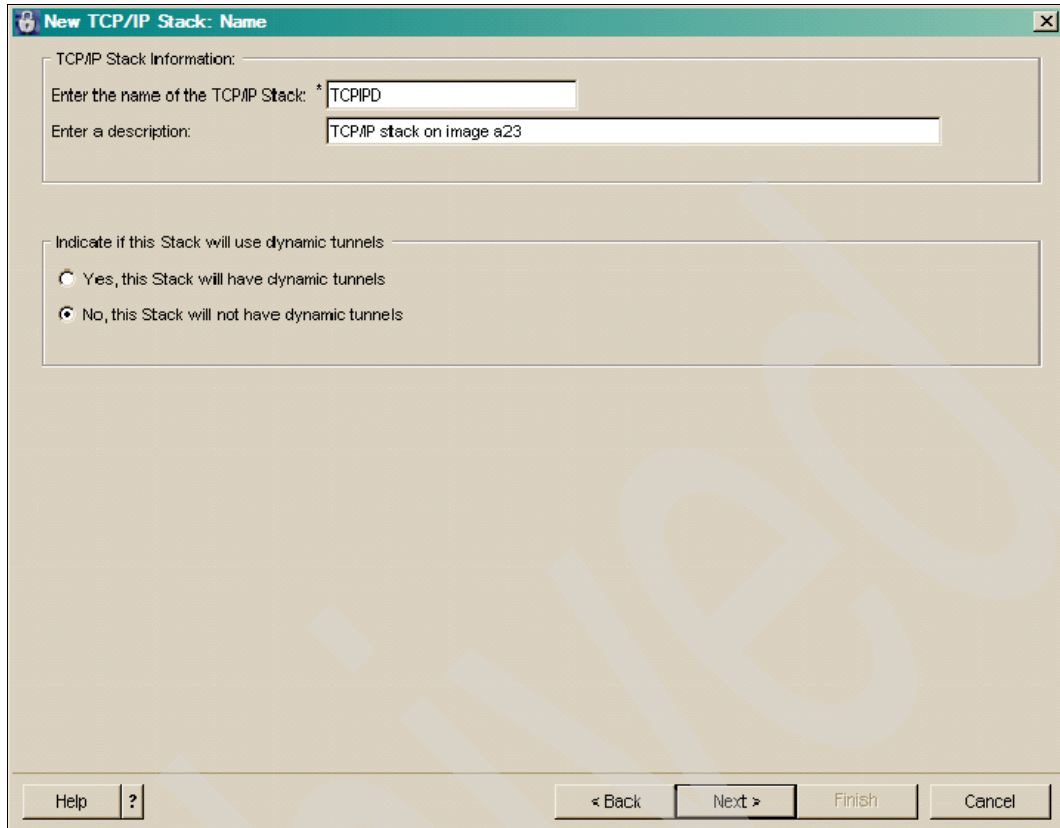 New TCP/IP Stack: Name
TCP/IP Stack Information:
Enter the name of the TCP/IP Stack: * TCPIPD
Enter a description: TCP/IP stack on image a23
Indicate if this Stack will use dynamic tunnels
Yes, this Stack will have dynamic tunnels
No, this Stack will not have dynamic tunnels
Help ? < Back Next > Finish Cancel